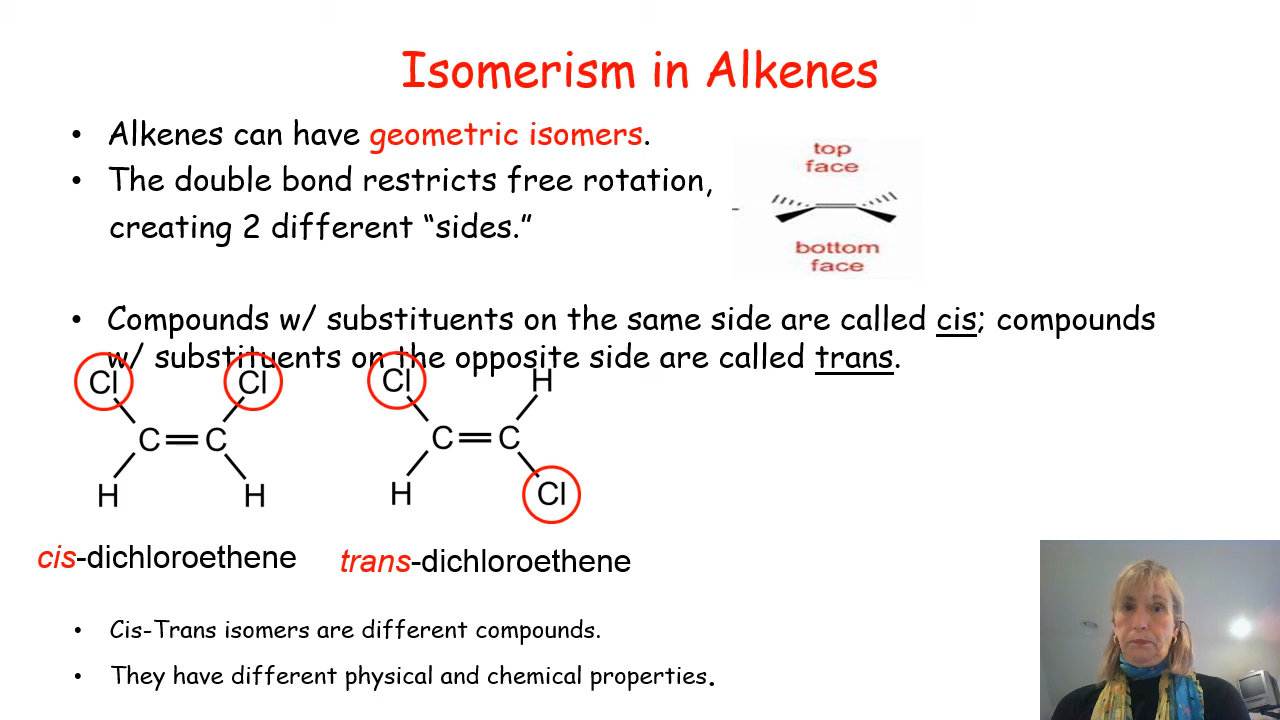 Isomerism in Alkenes
• Alkenes can have geometric isomers.
• The double bond restricts free rotation,
creating 2 different “sides.”
top
face
bottom
face
• Compounds w/ substituents on the same side are called cis; compounds
w/ substituents on the opposite side are called trans.
Cl Cl
C=C
H H
cis-dichloroethene
Cl H
C=C
H Cl
trans-dichloroethene
• Cis-Trans isomers are different compounds.
• They have different physical and chemical properties.